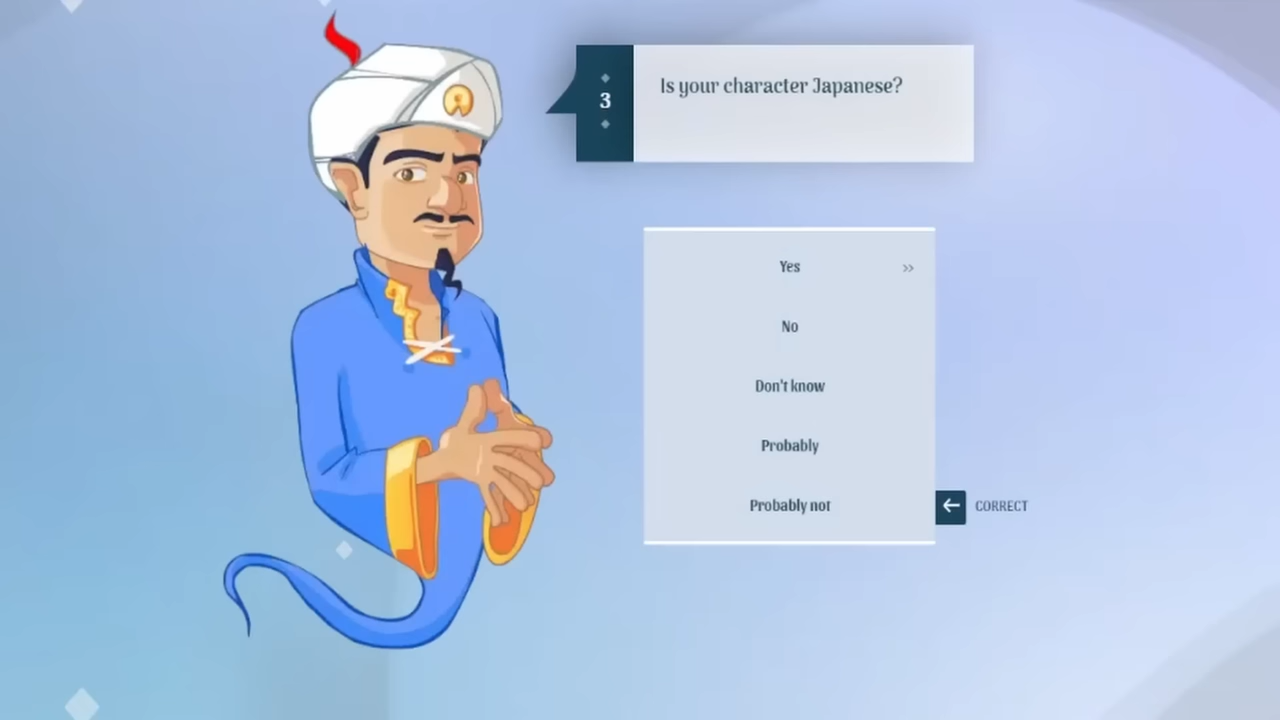 3
Is your character Japanese?
Yes
No
Don't know
Probably
Probably not
CORRECT